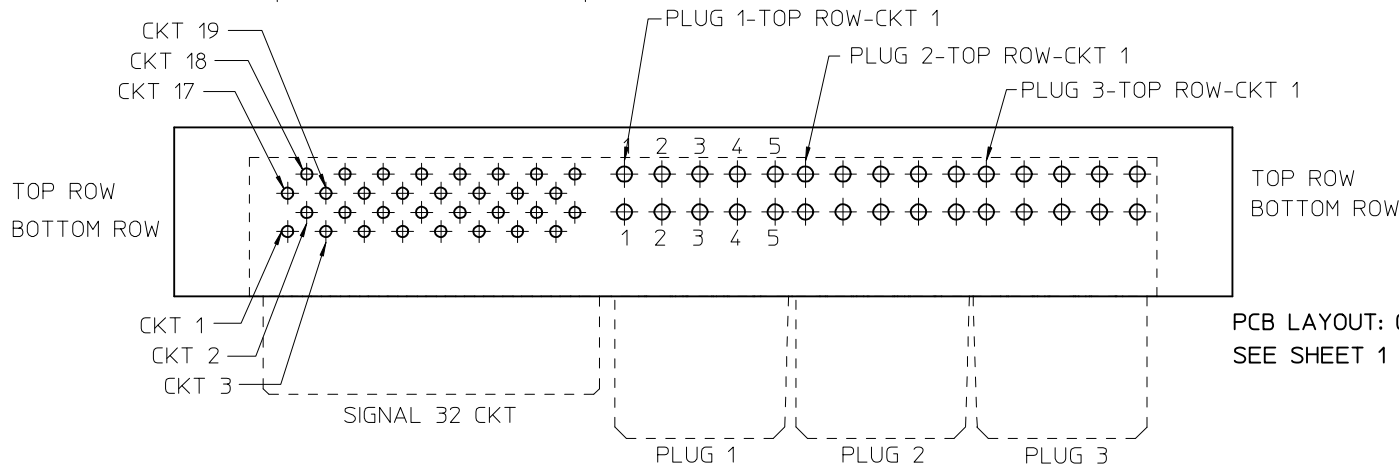 PLUG 1-TOP ROW-CKT 1
CKT 19
PLUG 2-TOP ROW-CKT 1
CKT 18
CKT 17
PLUG 3-TOP ROW-CKT 1
1 2 3 4 5
TOP ROW
BOTTOM ROW
TOP ROW
BOTTOM ROW
1 2 3 4 5
CKT 1
CKT 2
CKT 3
PCB LAYOUT:
SEE SHEET 1
SIGNAL 32 CKT
PLUG 1
PLUG 2
PLUG 3